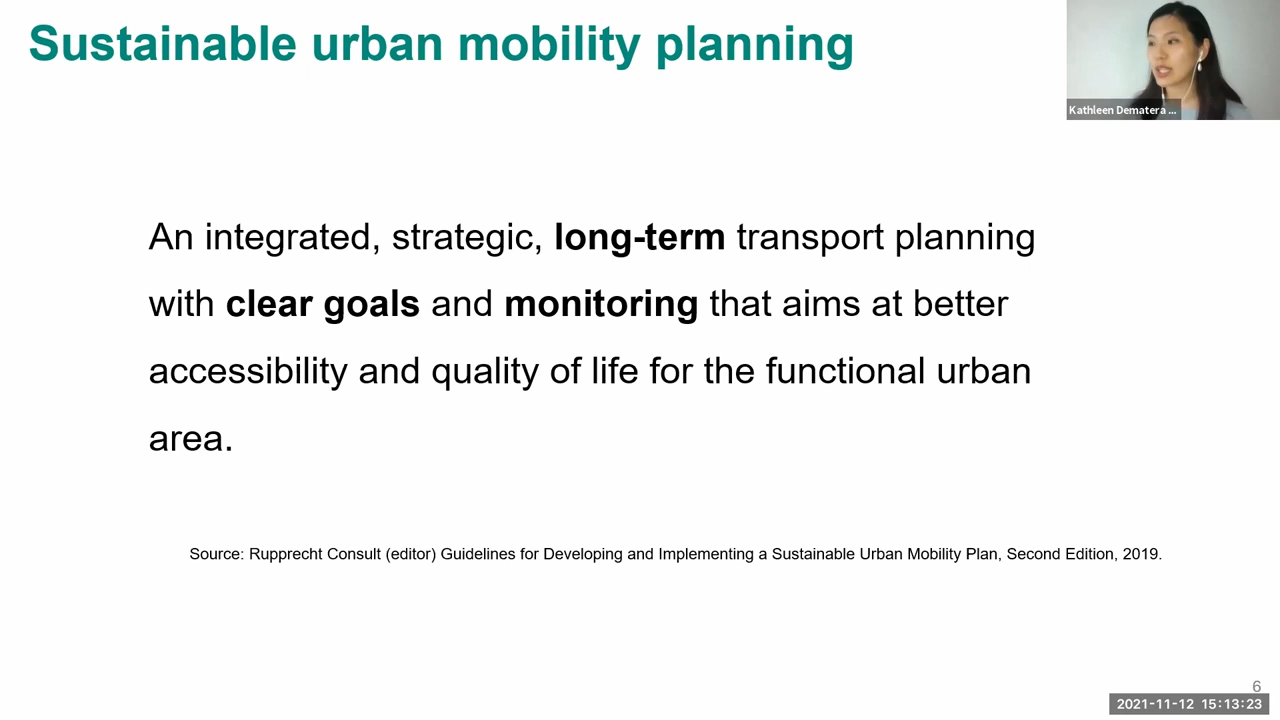 Sustainable urban mobility planning
Kathleen Dematera ...
An integrated, strategic, long-term transport planning
with clear goals and monitoring that aims at better
accessibility and quality of life for the functional urban
area.
Source: Rupprecht Consult (editor) Guidelines for Developing and Implementing a Sustainable Urban Mobility Plan, Second Edition, 2019.
6
2021-11-12 15:13:23